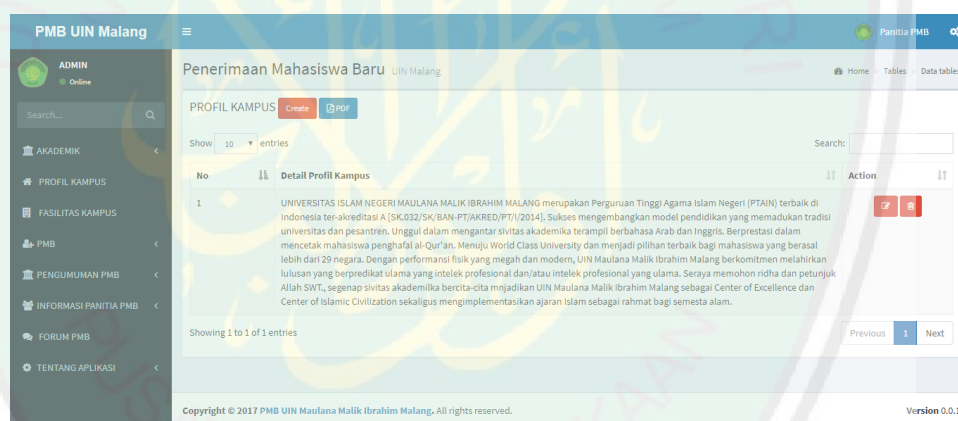 PMB UIN Malang
Panitia PMB
ADMIN
Online
Search...
AKADEMIK
PROFIL KAMPUS
FASILITAS KAMPUS
PMB
PENGUMUMAN PMB
INFORMASI PANITIA PMB
FORUM PMB
TENTANG APLIKASI
Penerimaan Mahasiswa Baru UIN Malang
Home > Tables > Data tables
PROFIL KAMPUS Create PDF
Show 10 entries
Search:
No Detail Profil Kampus Action
1 UNIVERSITAS ISLAM NEGERI MAULANA MALIK IBRAHIM MALANG merupakan Perguruan Tinggi Agama Islam Negeri (PTAIN) terbaik di
Indonesia ter-akreditasi A [SK.032/SK/BAN-PT/AKRED/PT/I/2014]. Sukses mengembangkan model pendidikan yang memadukan tradisi
universitas dan pesantren. Unggul dalam mengantar sivitas akademika terampil berbahasa Arab dan Inggris. Berprestasi dalam
mencetak mahasiswa penghafal al-Qur'an. Menuju World Class University dan menjadi pilihan terbaik bagi mahasiswa yang berasal
lebih dari 29 negara. Dengan performansi fisik yang megah dan modern, UIN Maulana Malik Ibrahim Malang berkomitmen melahirkan
lulusan yang berpredikat ulama yang intelek profesional dan/atau intelek profesional yang ulama. Seraya memohon ridha dan petunjuk
Allah SWT., segenap sivitas akademilka bercita-cita mnjadikan UIN Maulana Malik Ibrahim Malang sebagai Center of Excellence dan
Center of Islamic Civilization sekaligus mengimplementasikan ajaran Islam sebagai rahmat bagi semesta alam.
Showing 1 to 1 of 1 entries
Previous 1 Next
Copyright © 2017 PMB UIN Maulana Malik Ibrahim Malang. All rights reserved.
Version 0.0.1